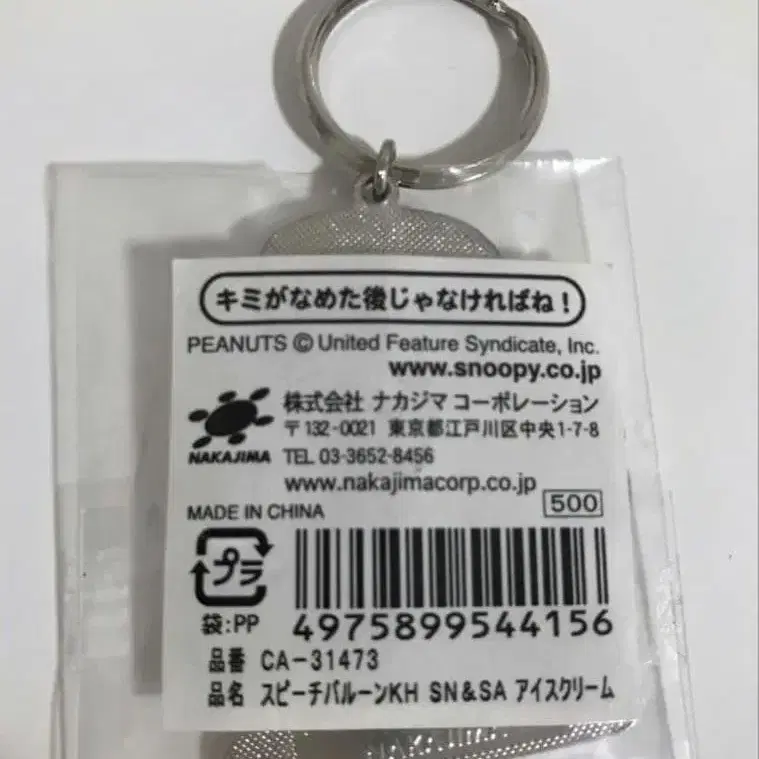 キミがなめた後じゃなければね！
PEANUTS © United Feature Syndicate, Inc.
www.snoopy.co.jp
NAKAJIMA
株式会社 ナカジマ コーポレーション
〒132-0021 東京都江戸川区中央1-7-8
TEL 03-3652-8456
www.nakajimacorp.co.jp
MADE IN CHINA
500
プラ
袋:PP
4975899544156
品番 CA-31473
品名 スピーチバルーンKH SN&SA アイスクリーム
NAKAJIMA